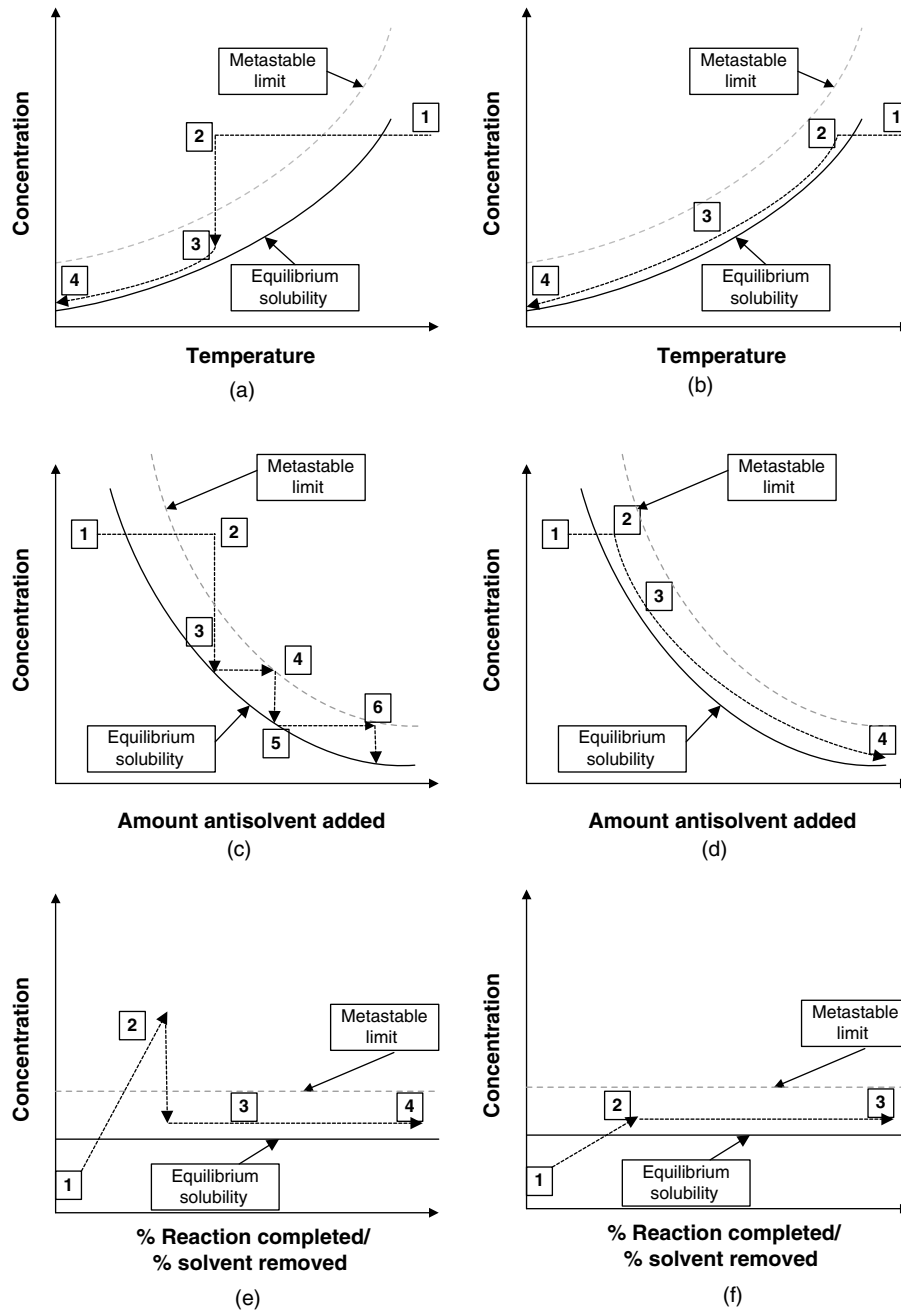 Metastable
limit
1
2
3
4
Equilibrium
solubility
Concentration
Temperature
(a)
Metastable
limit
1
2
3
4
Equilibrium
solubility
Concentration
Temperature
(b)
Metastable
limit
1
2
3
4
5
6
Equilibrium
solubility
Concentration
Amount antisolvent added
(c)
Metastable
limit
1
2
3
4
Equilibrium
solubility
Concentration
Amount antisolvent added
(d)
Metastable
limit
1
2
3
4
Equilibrium
solubility
Concentration
% Reaction completed/
% solvent removed
(e)
Metastable
limit
1
2
3
Equilibrium
solubility
Concentration
% Reaction completed/
% solvent removed
(f)